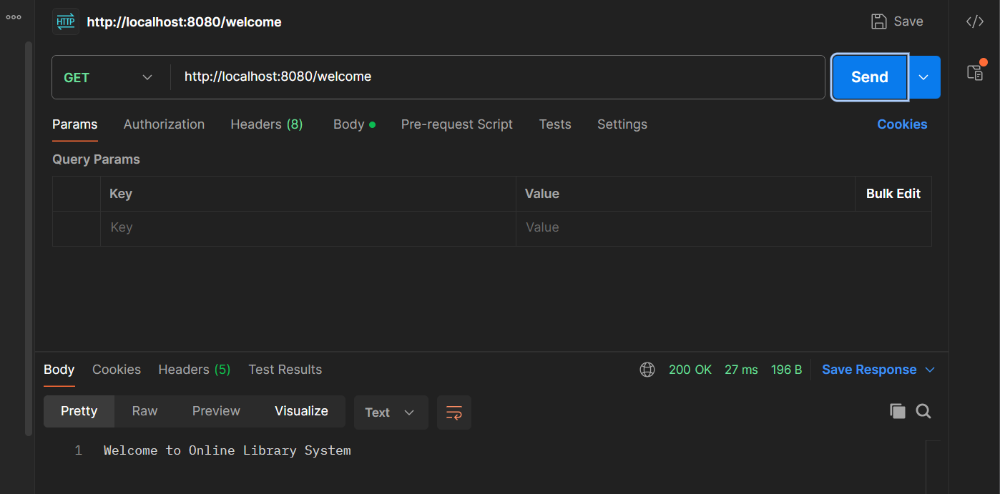 HTTP http://localhost:8080/welcome Save </>
GET http://localhost:8080/welcome Send
Params Authorization Headers (8) Body Pre-request Script Tests Settings Cookies
Query Params
Key Value Bulk Edit
Key Value
Body Cookies Headers (5) Test Results 200 OK 27 ms 196 B Save Response
Pretty Raw Preview Visualize Text
1 Welcome to Online Library System